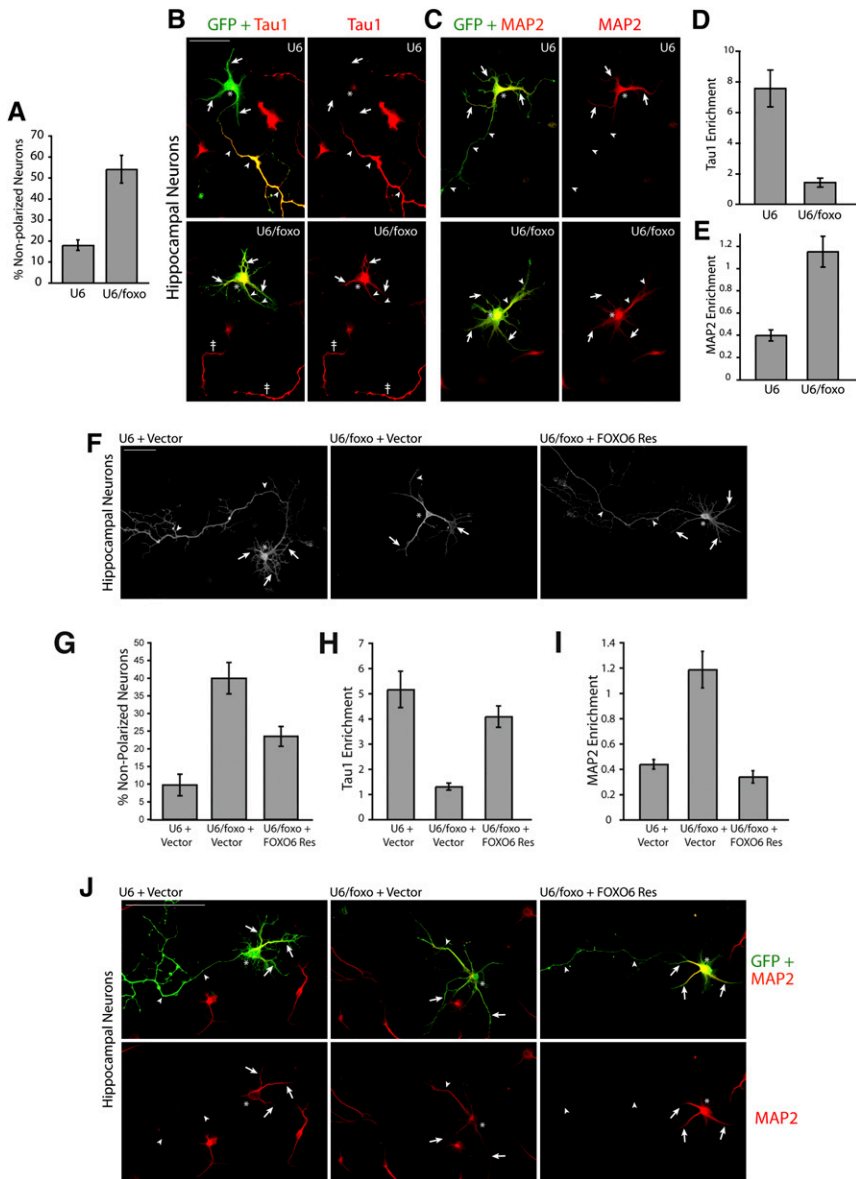 B
GFP + Tau1
Tau1
C
GFP + MAP2
MAP2
D
U6
U6
U6
U6
*
*
*
*
10
8
6
4
2
0
Tau1 Enrichment
U6
U6/foxo
A
70
60
50
40
30
20
10
0
% Non-polarized Neurons
U6
U6/foxo
Hippocampal Neurons
U6/foxo
U6/foxo
U6/foxo
U6/foxo
*
*
*
*
‡
‡
‡
‡
E
1.2
1
0.8
0.6
0.4
0.2
0
MAP2 Enrichment
U6
U6/foxo
F
U6 + Vector
U6/foxo + Vector
U6/foxo + FOXO6 Res
Hippocampal Neurons
*
*
*
G
50
45
40
35
30
25
20
15
10
5
0
% Non-Polarized Neurons
U6 +
Vector
U6/foxo +
Vector
U6/foxo +
FOXO6 Res
H
7
6
5
4
3
2
1
0
Tau1 Enrichment
U6 +
Vector
U6/foxo +
Vector
U6/foxo +
FOXO6 Res
I
1.4
1.2
1
0.8
0.6
0.4
0.2
0
MAP2 Enrichment
U6 +
Vector
U6/foxo +
Vector
U6/foxo +
FOXO6 Res
J
U6 + Vector
U6/foxo + Vector
U6/foxo + FOXO6 Res
Hippocampal Neurons
*
*
*
GFP +
MAP2
*
*
*
MAP2